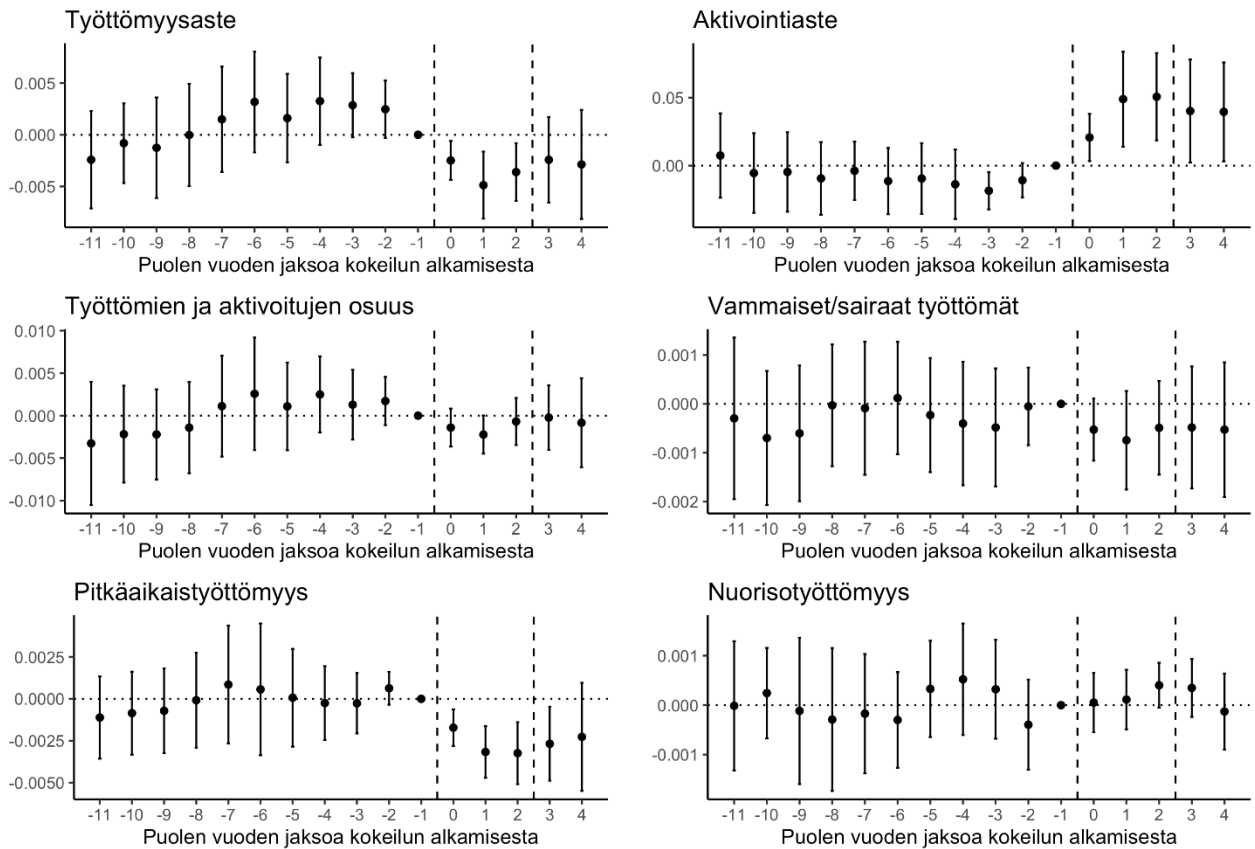 Työttömyysaste
0.005
0.000
-0.005
-11 -10 -9 -8 -7 -6 -5 -4 -3 -2 -1 0 1 2 3 4
Puolen vuoden jaksoa kokeilun alkamisesta
Aktivointiaste
0.05
0.00
-11 -10 -9 -8 -7 -6 -5 -4 -3 -2 -1 0 1 2 3 4
Puolen vuoden jaksoa kokeilun alkamisesta
Työttömien ja aktivoitujen osuus
0.010
0.005
0.000
-0.005
-0.010
-11 -10 -9 -8 -7 -6 -5 -4 -3 -2 -1 0 1 2 3 4
Puolen vuoden jaksoa kokeilun alkamisesta
Vammaiset/sairaat työttömät
0.001
0.000
-0.001
-0.002
-11 -10 -9 -8 -7 -6 -5 -4 -3 -2 -1 0 1 2 3 4
Puolen vuoden jaksoa kokeilun alkamisesta
Pitkäaikaistyöttömyys
0.0025
0.0000
-0.0025
-0.0050
-11 -10 -9 -8 -7 -6 -5 -4 -3 -2 -1 0 1 2 3 4
Puolen vuoden jaksoa kokeilun alkamisesta
Nuorisotyöttömyys
0.001
0.000
-0.001
-11 -10 -9 -8 -7 -6 -5 -4 -3 -2 -1 0 1 2 3 4
Puolen vuoden jaksoa kokeilun alkamisesta